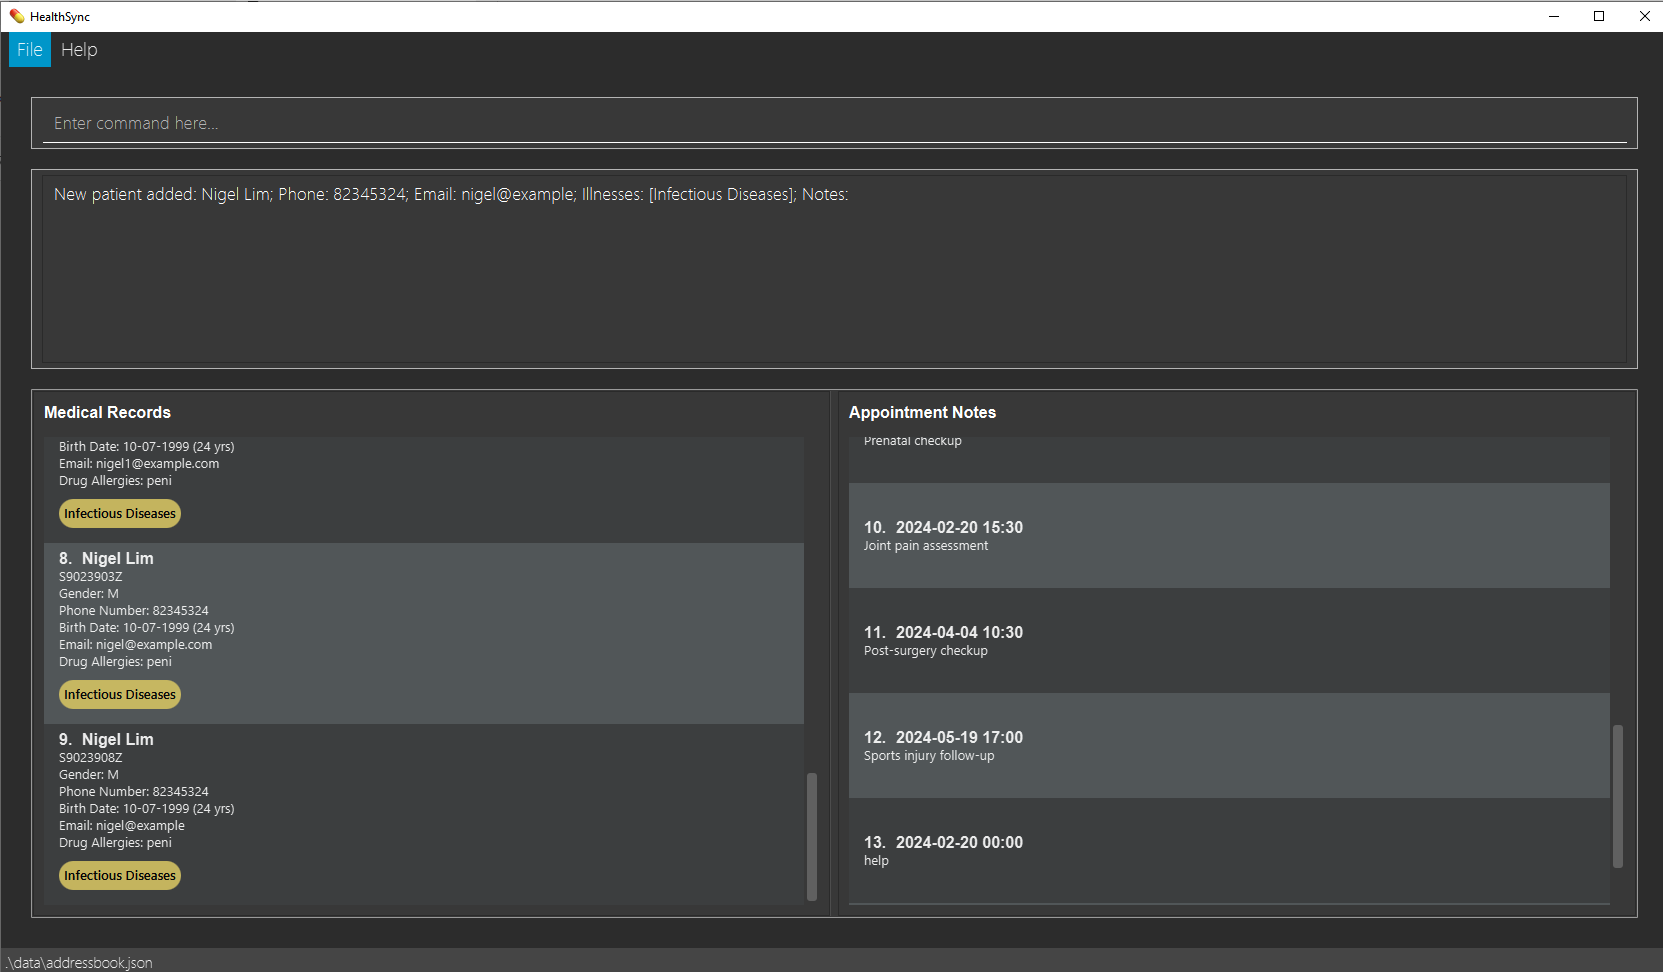 HealthSync
File Help
Enter command here...
New patient added: Nigel Lim; Phone: 82345324; Email: nigel@example; Illnesses: [Infectious Diseases]; Notes:
Medical Records
Birth Date: 10-07-1999 (24 yrs)
Email: nigel1@example.com
Drug Allergies: peni
Infectious Diseases
8. Nigel Lim
S9023903Z
Gender: M
Phone Number: 82345324
Birth Date: 10-07-1999 (24 yrs)
Email: nigel@example.com
Drug Allergies: peni
Infectious Diseases
9. Nigel Lim
S9023908Z
Gender: M
Phone Number: 82345324
Birth Date: 10-07-1999 (24 yrs)
Email: nigel@example
Drug Allergies: peni
Infectious Diseases
Appointment Notes
Prenatal checkup
10. 2024-02-20 15:30
Joint pain assessment
11. 2024-04-04 10:30
Post-surgery checkup
12. 2024-05-19 17:00
Sports injury follow-up
13. 2024-02-20 00:00
help
.\data\addressbook.json